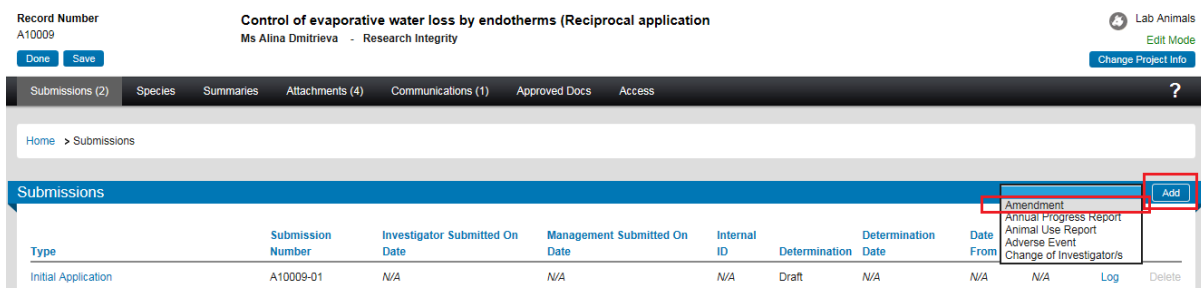 Record Number
A10009
Control of evaporative water loss by endotherms (Reciprocal application
Ms Alina Dmitrieva - Research Integrity
Lab Animals
Edit Mode
Done Save
Change Project Info
Submissions (2) Species Summaries Attachments (4) Communications (1) Approved Docs Access ?
Home > Submissions
Submissions
Add
Amendment
Annual Progress Report
Animal Use Report
Adverse Event
Change of Investigator/s
Type Submission Number Investigator Submitted On Date Management Submitted On Date Internal ID Determination Determination Date Date From
Initial Application A10009-01 N/A N/A N/A Draft N/A N/A N/A Log Delete